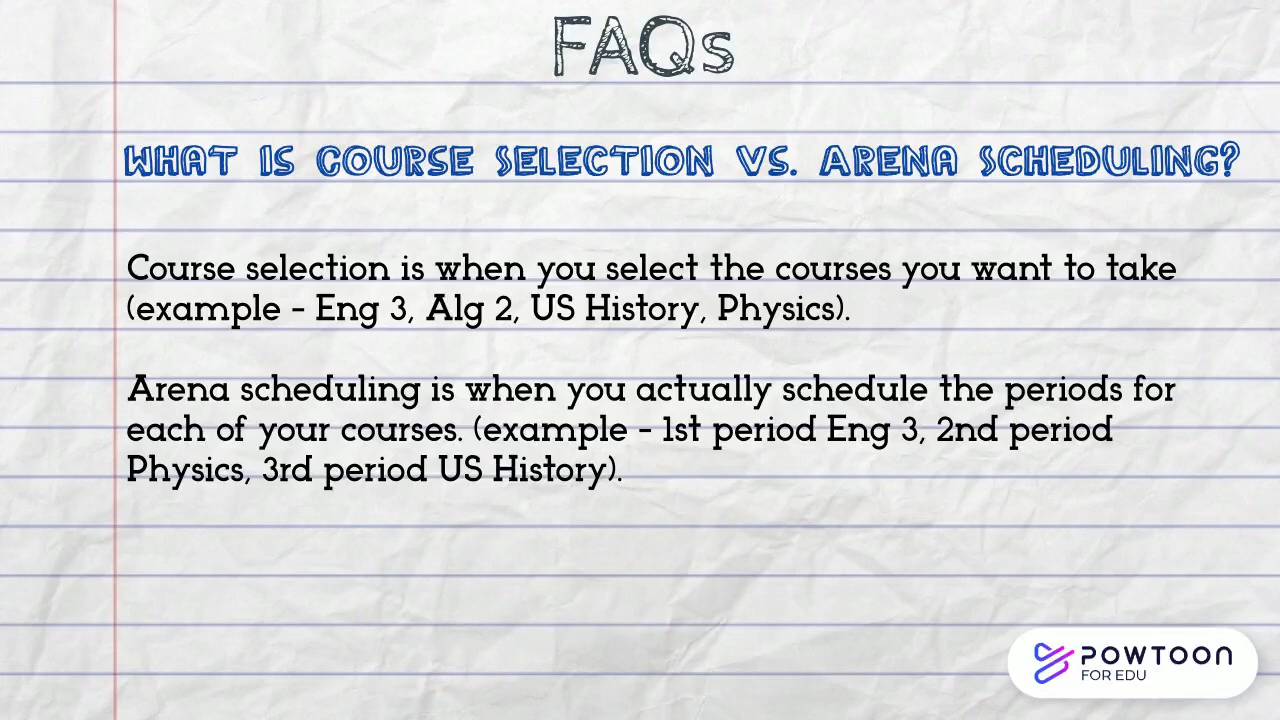 FAQs
WHAT IS COURSE SELECTION VS. ARENA SCHEDULING?
Course selection is when you select the courses you want to take
(example - Eng 3, Alg 2, US History, Physics).
Arena scheduling is when you actually schedule the periods for
each of your courses. (example - 1st period Eng 3, 2nd period
Physics, 3rd period US History).
POWTOON
FOR EDU